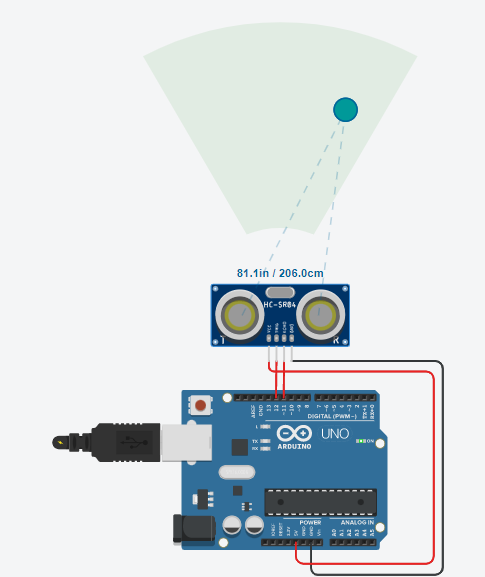 81.1in / 206.0cm
HC-SR04
T
R
VCC
TRIG
ECHO
GND
AREF
GND
13
12
~11
~10
~9
8
7
~6
~5
4
~3
2
TX→1
RX←0
DIGITAL (PWM~)
L
TX
RX
UNO
ARDUINO
ON
POWER
ANALOG IN
IOREF
RESET
3.3V
5V
GND
GND
Vin
A0
A1
A2
A3
A4
A5